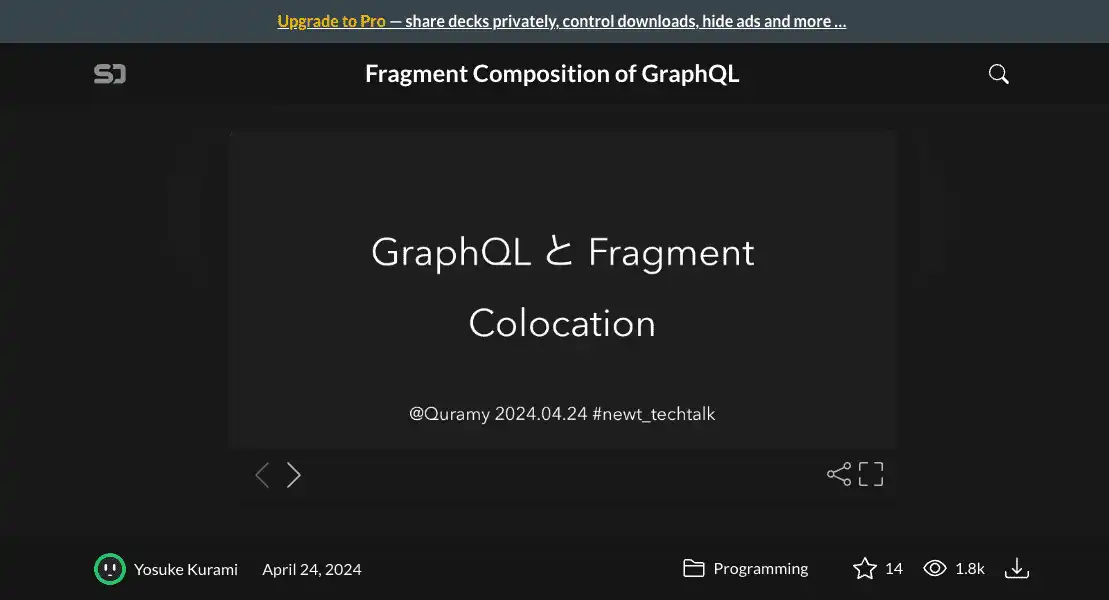 Upgrade to Pro — share decks privately, control downloads, hide ads and more …
SD
Fragment Composition of GraphQL
GraphQL と Fragment
Colocation
@Quramy 2024.04.24 #newt_techtalk
Yosuke Kurami
April 24, 2024
Programming
14
1.8k